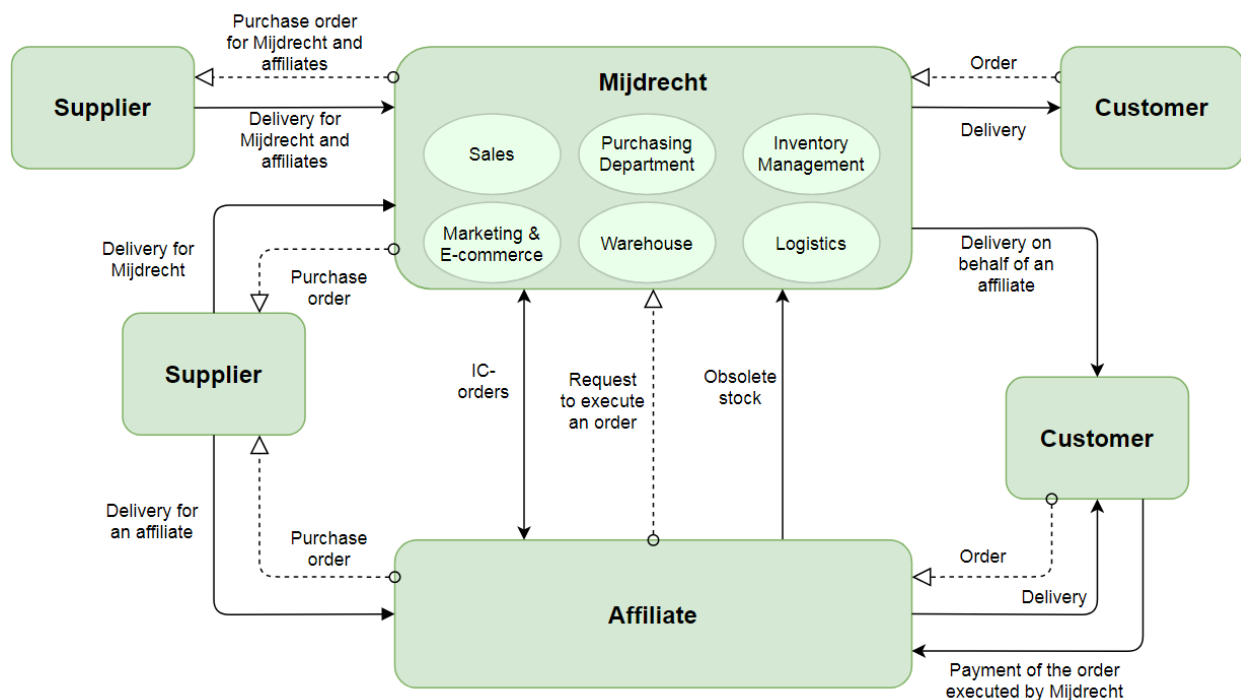 Purchase order
for Mijdrecht and
affiliates
Supplier
Delivery for
Mijdrecht and
affiliates
Mijdrecht
Sales
Purchasing
Department
Inventory
Management
Marketing &
E-commerce
Warehouse
Logistics
Order
Customer
Delivery
Delivery for
Mijdrecht
Purchase
order
Supplier
Delivery on
behalf of an
affiliate
IC-
orders
Request
to execute
an order
Obsolete
stock
Customer
Delivery for
an affiliate
Purchase
order
Affiliate
Order
Delivery
Payment of the order
executed by Mijdrecht